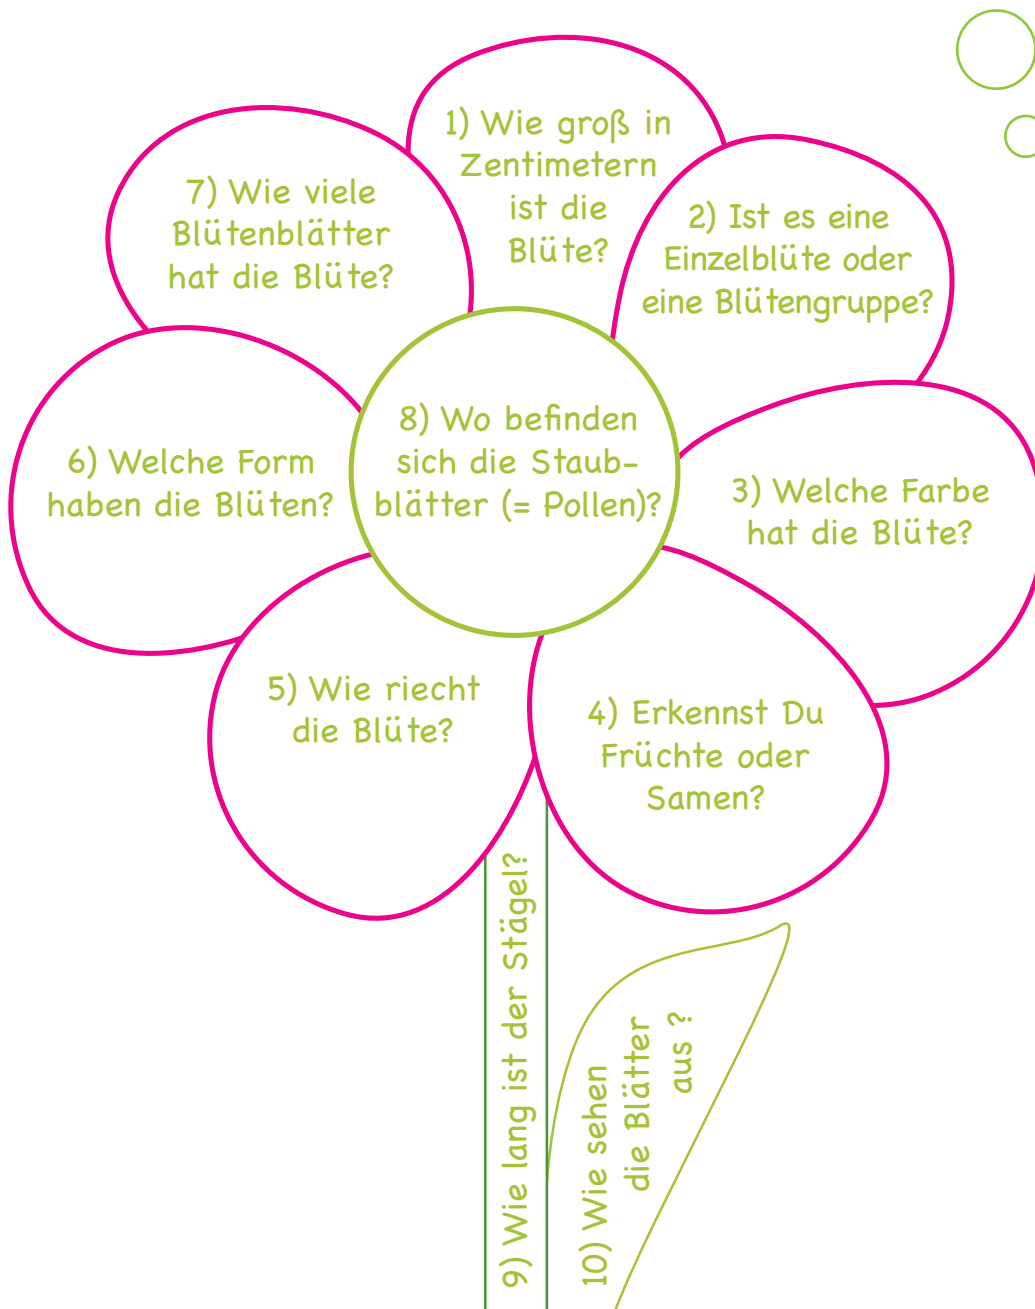 1) Wie groß in
Zentimetern
ist die
Blüte?
2) Ist es eine
Einzelblüte oder
eine Blütengruppe?
3) Welche Farbe
hat die Blüte?
4) Erkennst Du
Früchte oder
Samen?
5) Wie riecht
die Blüte?
6) Welche Form
haben die Blüten?
7) Wie viele
Blütenblätter
hat die Blüte?
8) Wo befinden
sich die Staub-
blätter (= Pollen)?
9) Wie lang ist der Stägel?
10) Wie sehen
die Blätter
aus ?